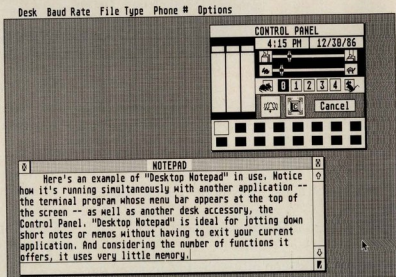 Desk Baud Rate File Type Phone # Options
CONTROL PANEL
4:15 PM 12/30/86
0 1 2 3 4
Cancel
NOTEPAD
Here's an example of "Desktop Notepad" in use. Notice
how it's running simultaneously with another application --
the terminal program whose menu bar appears at the top of
the screen -- as well as another desk accessory, the
Control Panel. "Desktop Notepad" is ideal for jotting down
short notes or memos without having to exit your current
application. And considering the number of functions it
offers, it uses very little memory.